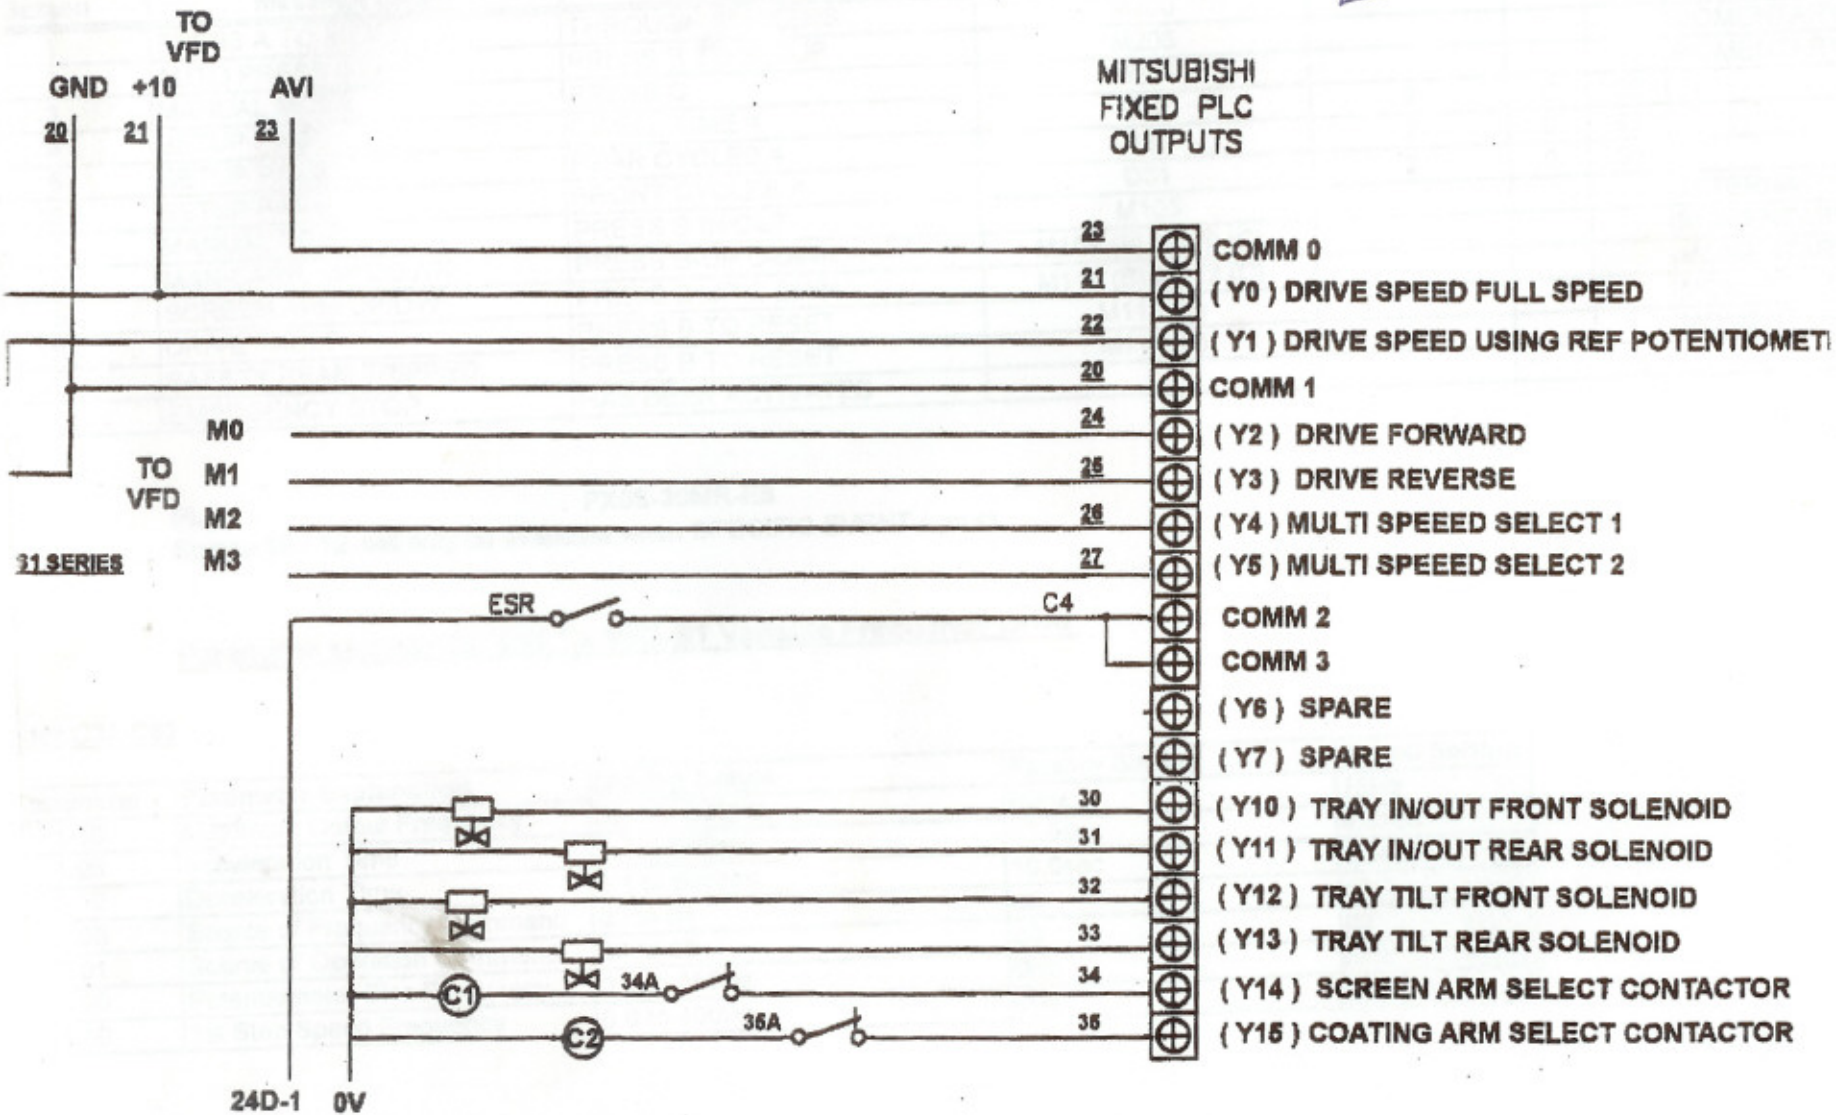 TO
VFD
GND +10 AVI
20 21 23
MITSUBISHI
FIXED PLC
OUTPUTS
23 COMM 0
21 ( Y0 ) DRIVE SPEED FULL SPEED
22 ( Y1 ) DRIVE SPEED USING REF POTENTIOMET
20 COMM 1
M0 24 ( Y2 ) DRIVE FORWARD
TO
VFD
M1 25 ( Y3 ) DRIVE REVERSE
M2 26 ( Y4 ) MULTI SPEEED SELECT 1
S1 SERIES M3 27 ( Y5 ) MULTI SPEEED SELECT 2
ESR C4 COMM 2
COMM 3
( Y6 ) SPARE
( Y7 ) SPARE
30 ( Y10 ) TRAY IN/OUT FRONT SOLENOID
31 ( Y11 ) TRAY IN/OUT REAR SOLENOID
32 ( Y12 ) TRAY TILT FRONT SOLENOID
33 ( Y13 ) TRAY TILT REAR SOLENOID
C1 34A 34 ( Y14 ) SCREEN ARM SELECT CONTACTOR
C2 35A 35 ( Y15 ) COATING ARM SELECT CONTACTOR
24D-1 0V